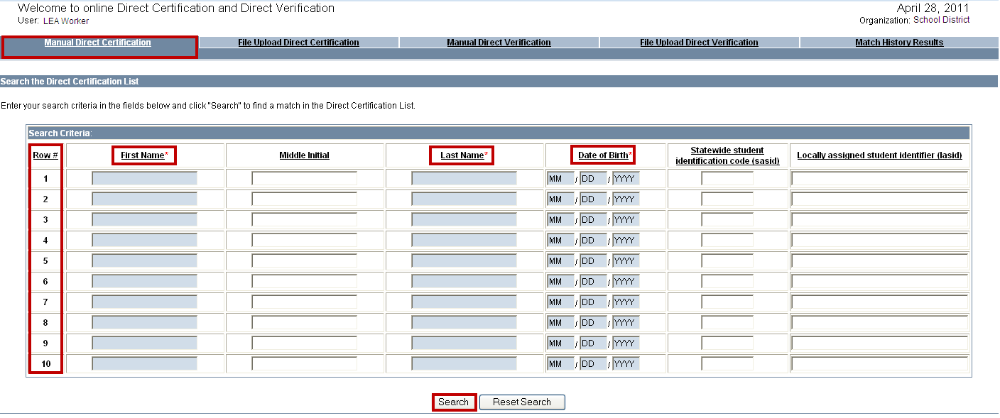 Welcome to online Direct Certification and Direct Verification April 28, 2011
User: LEA Worker Organization: School District
Manual Direct Certification File Upload Direct Certification Manual Direct Verification File Upload Direct Verification Match History Results
Search the Direct Certification List
Enter your search criteria in the fields below and click "Search" to find a match in the Direct Certification List.
Search Criteria:
Row # First Name* Middle Initial Last Name* Date of Birth* Statewide student identification code (sasid) Locally assigned student identifier (lasid)
1 MM / DD / YYYY
2 MM / DD / YYYY
3 MM / DD / YYYY
4 MM / DD / YYYY
5 MM / DD / YYYY
6 MM / DD / YYYY
7 MM / DD / YYYY
8 MM / DD / YYYY
9 MM / DD / YYYY
10 MM / DD / YYYY
Search Reset Search